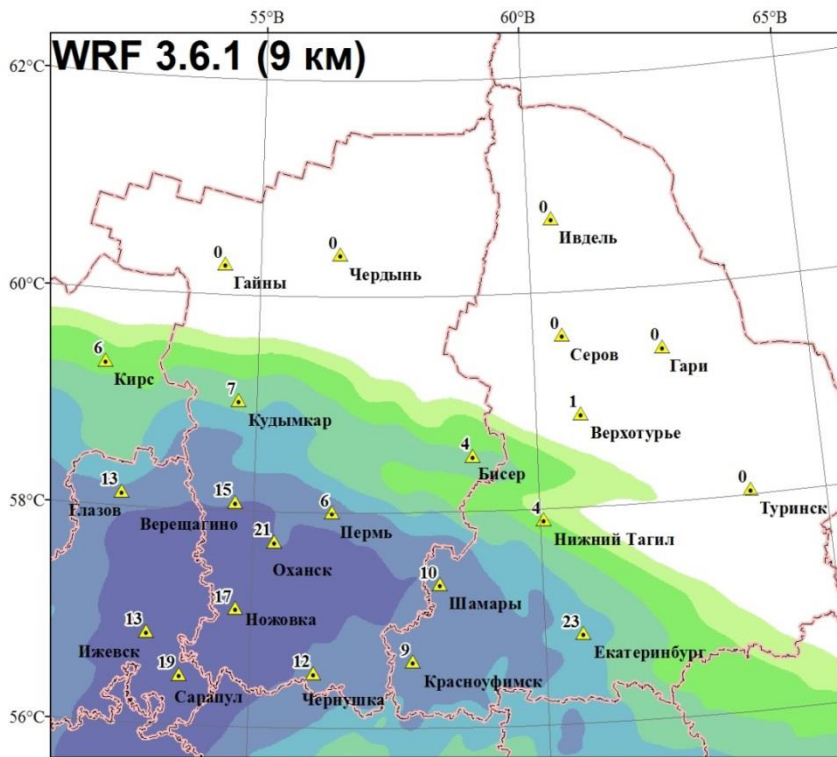 55°В 60°В 65°В
WRF 3.6.1 (9 км)
62°С
0
Ивдель
0 0
Гайны Чердынь
60°С
0 0
Серов Гари
6
Кирс
7
Кудымкар
1
Верхотурье
4
Бисер
13
Глазов
15
Верещагино
6
Пермь
0
Туринск
58°С
4
Нижний Тагил
21
Оханск
10
Шамары
17
Ножовка
13
Ижевск
23
Екатеринбург
19
Сарапул
12
Чернушка
9
Красноуфимск
56°С